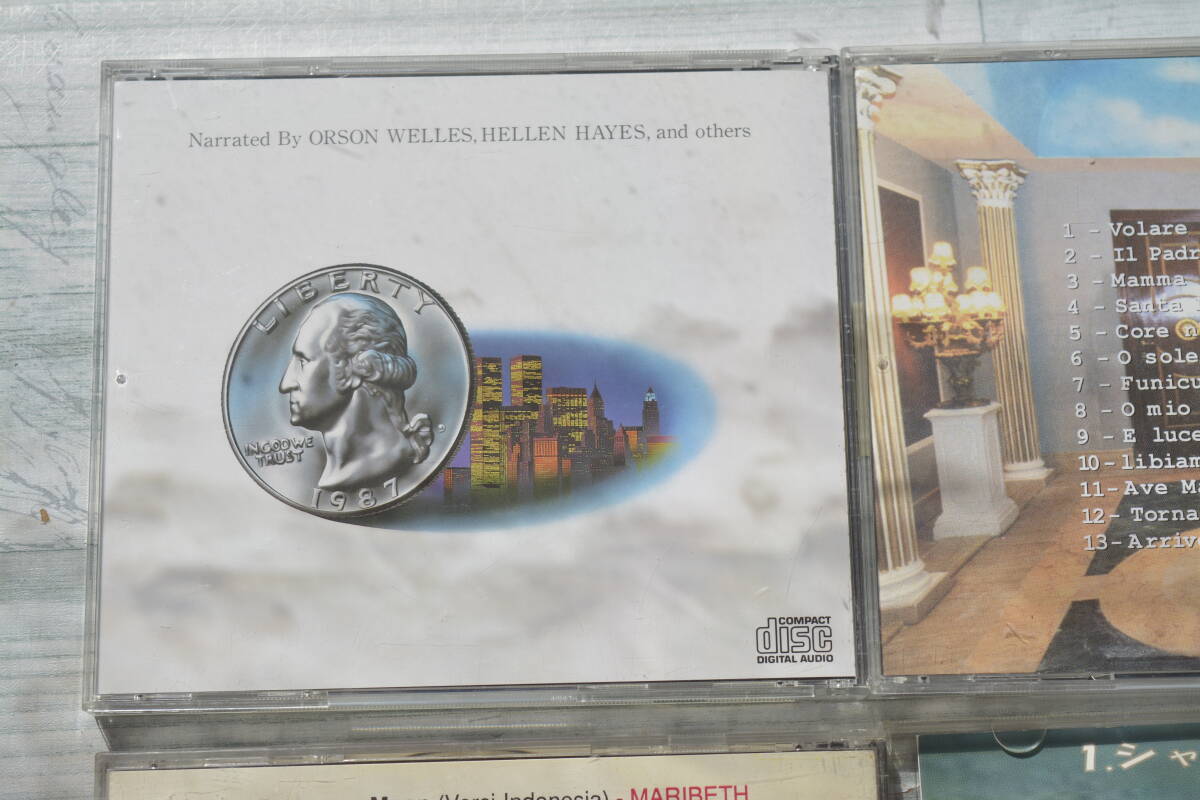 Narrated By ORSON WELLES, HELLEN HAYES, and others
LIBERTY
IN GOD WE
TRUST
1987
COMPACT
disc
DIGITAL AUDIO
1 - Volare
2 - Il Padr
3 - Mamma
4 - Santa
5 - Core n
6 - O sole
7 - Funicu
8 - O mio
9 - E luce
10 - libiam
11 - Ave Ma
12 - Torna
13 - Arrive
(Versi Indonesia) - MARIBETH
1. シャ